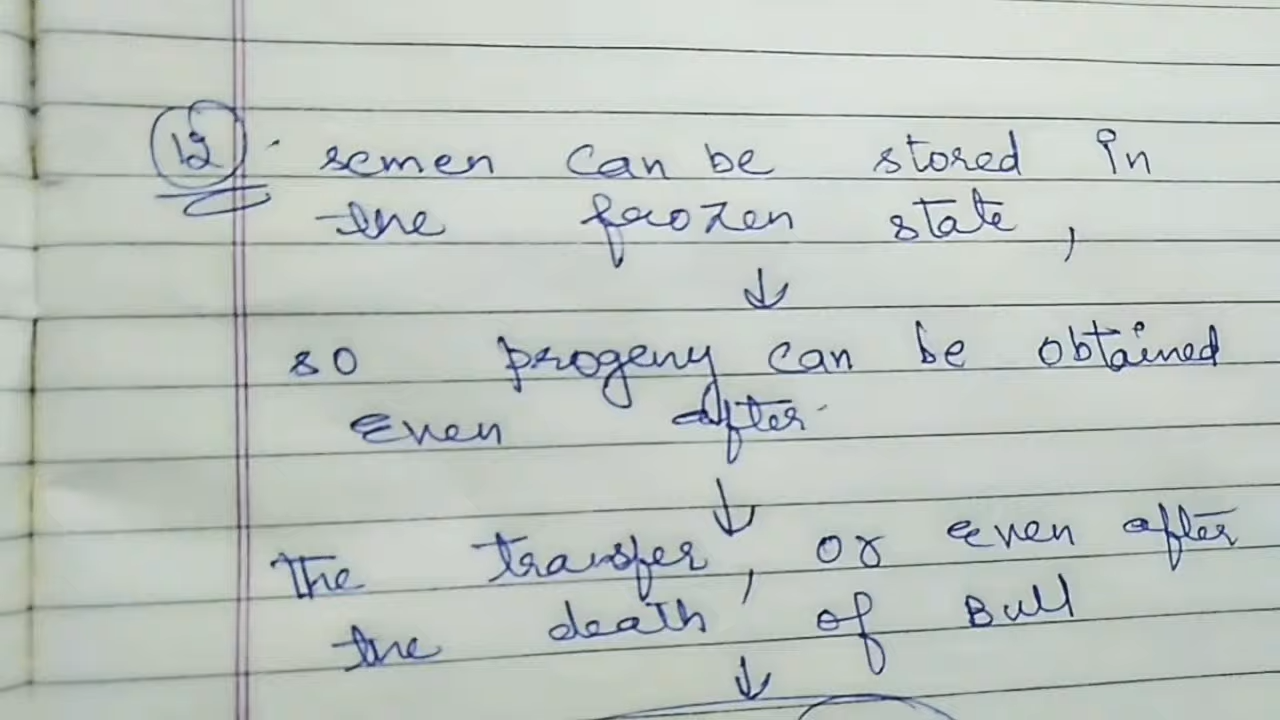 12. semen can be stored in
the frozen state,
↓
so progeny can be obtained
Even after
↓
The transfer, or even after
the death of Bull
↓